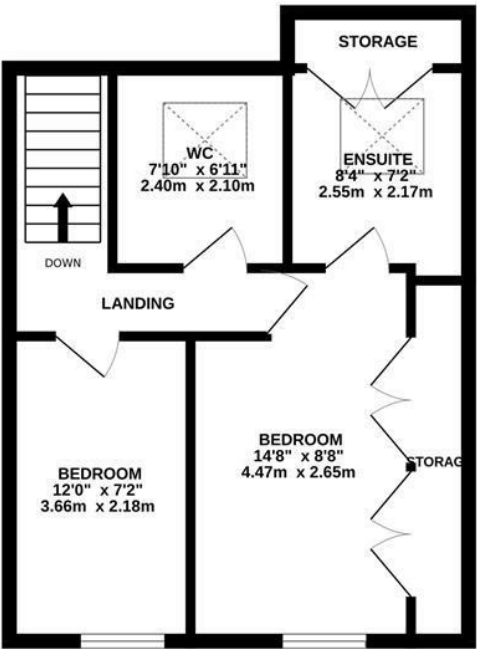 STORAGE
WC
7'10" x 6'11"
2.40m x 2.10m
ENSUITE
8'4" x 7'2"
2.55m x 2.17m
DOWN
LANDING
BEDROOM
14'8" x 8'8"
4.47m x 2.65m
STORAG
BEDROOM
12'0" x 7'2"
3.66m x 2.18m